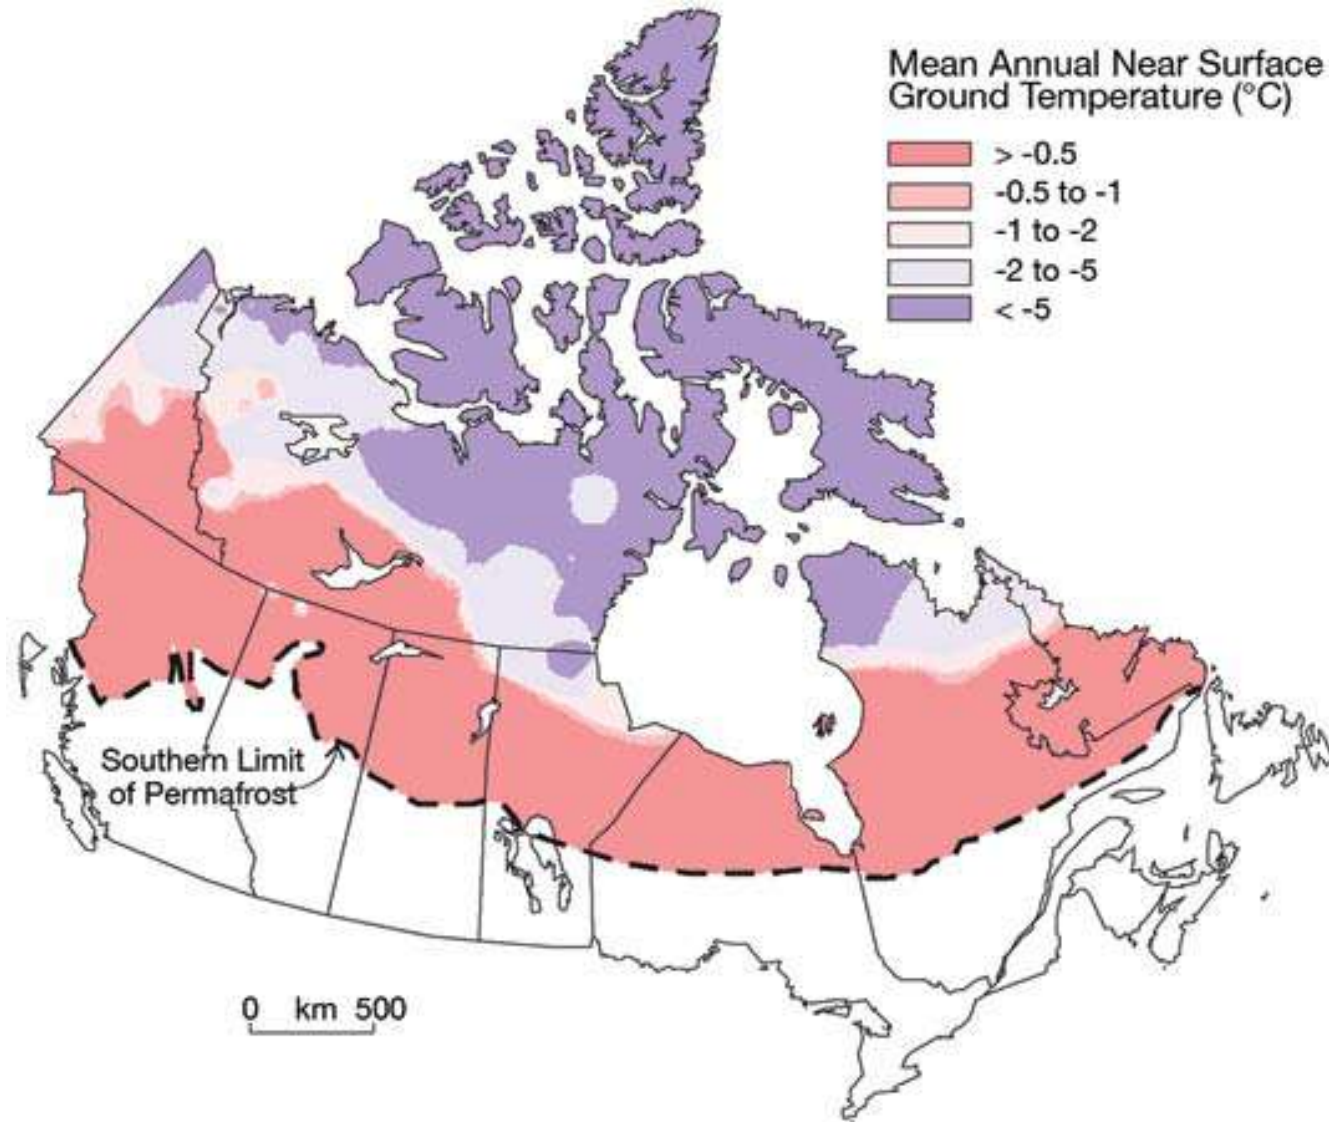 Mean Annual Near Surface
Ground Temperature (°C)
> -0.5
-0.5 to -1
-1 to -2
-2 to -5
< -5
Southern Limit
of Permafrost
0 km 500